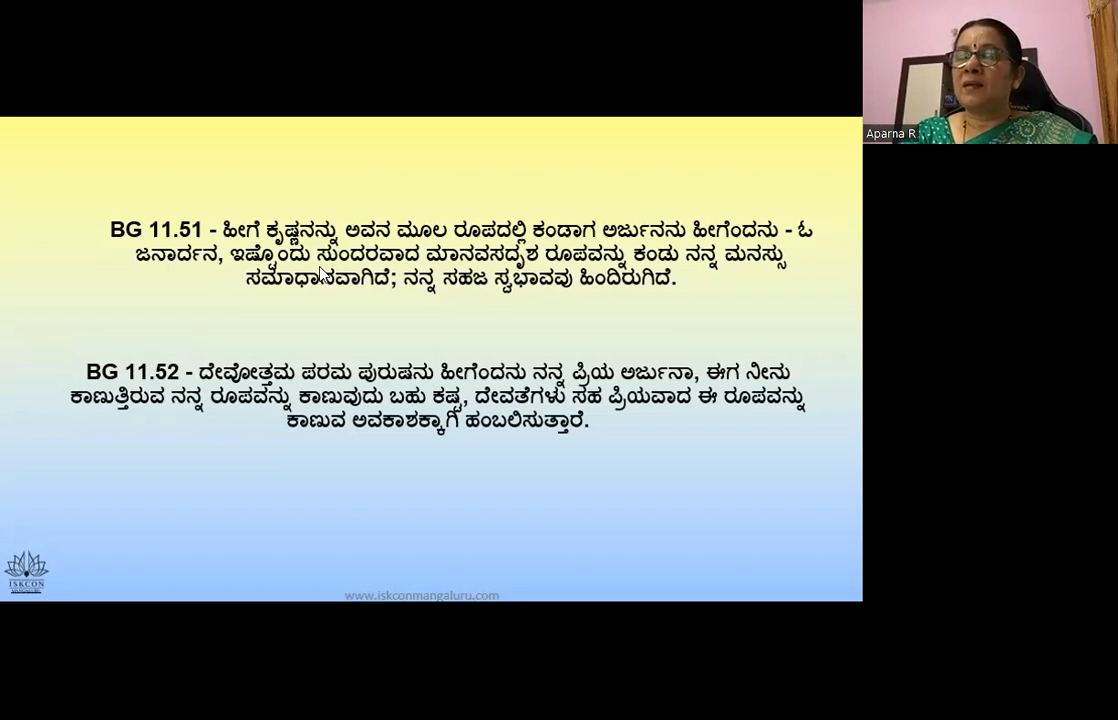 Aparna R
BG 11.51 - ಹೀಗೆ ಕೃಷ್ಣನನ್ನು ಅವನ ಮೂಲ ರೂಪದಲ್ಲಿ ಕಂಡಾಗ ಅರ್ಜುನನು ಹೀಗೆಂದನು - ಓ
ಜನಾರ್ದನ, ಇಷ್ಟೊಂದು ಸುಂದರವಾದ ಮಾನವಸದೃಶ ರೂಪವನ್ನು ಕಂಡು ನನ್ನ ಮನಸ್ಸು
ಸಮಾಧಾನವಾಗಿದೆ; ನನ್ನ ಸಹಜ ಸ್ವಭಾವವು ಹಿಂದಿರುಗಿದೆ.
BG 11.52 - ದೇವೋತ್ತಮ ಪರಮ ಪುರುಷನು ಹೀಗೆಂದನು ನನ್ನ ಪ್ರಿಯ ಅರ್ಜುನಾ, ಈಗ ನೀನು
ಕಾಣುತ್ತಿರುವ ನನ್ನ ರೂಪವನ್ನು ಕಾಣುವುದು ಬಹು ಕಷ್ಟ, ದೇವತೆಗಳು ಸಹ ಪ್ರಿಯವಾದ ಈ ರೂಪವನ್ನು
ಕಾಣುವ ಅವಕಾಶಕ್ಕಾಗಿ ಹಂಬಲಿಸುತ್ತಾರೆ.
ISKCON
MANGALURU
www.iskconmangaluru.com